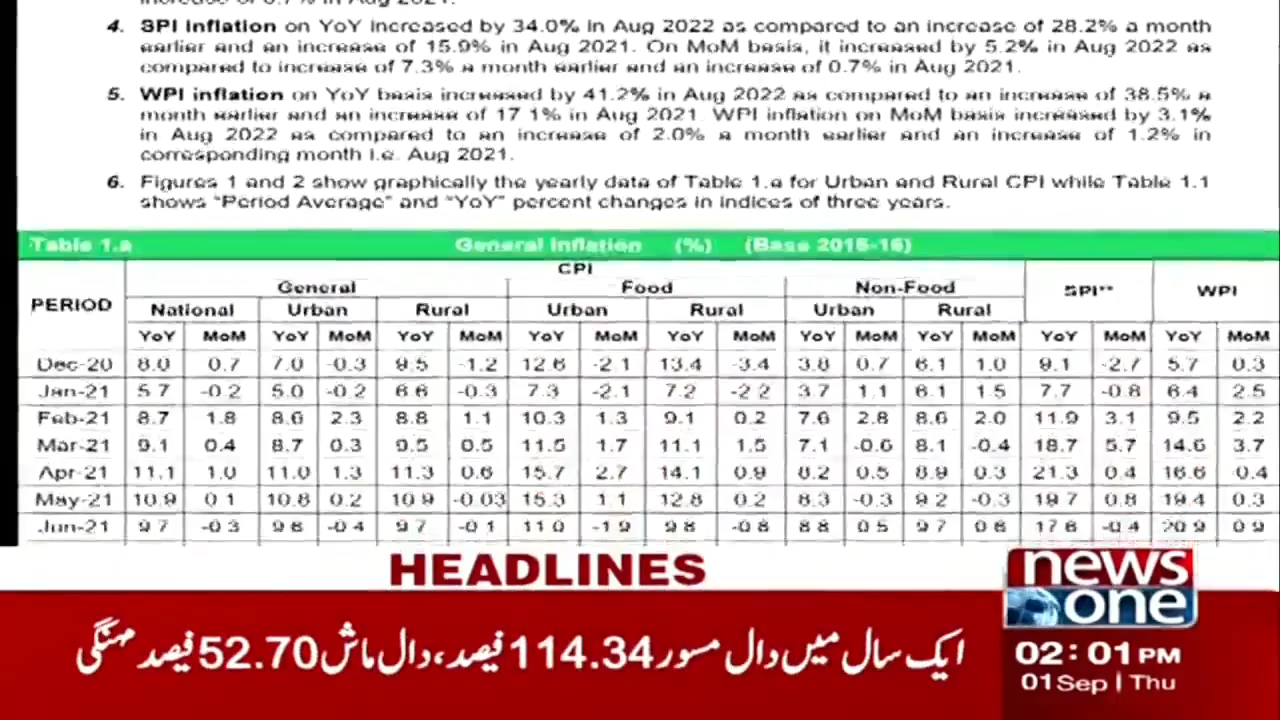 4. SPI inflation on YoY increased by 34.0% in Aug 2022 as compared to an increase of 28.2% a month
earlier and an increase of 15.9% in Aug 2021. On MoM basis, it increased by 5.2% in Aug 2022 as
compared to increase of 7.3% a month earlier and an increase of 0.7% in Aug 2021.
5. WPI inflation on YoY basis increased by 41.2% in Aug 2022 as compared to an increase of 38.5% a
month earlier and an increase of 17.1% in Aug 2021. WPI inflation on MoM basis increased by 3.1%
in Aug 2022 as compared to an increase of 2.0% a month earlier and an increase of 1.2% in
corresponding month i.e. Aug 2021.
6. Figures 1 and 2 show graphically the yearly data of Table 1.a for Urban and Rural CPI while Table 1.1
shows "Period Average" and "YoY" percent changes in indices of three years.
Table 1.a General Inflation (%) (Base 2015-16)
CPI
General Food Non-Food SPI** WPI
PERIOD
National Urban Rural Urban Rural Urban Rural
YoY MoM YoY MoM YoY MoM YoY MoM YoY MoM YoY MoM YoY MoM YoY MoM YoY MoM
Dec-20 8.0 0.7 7.0 -0.3 9.5 -1.2 12.6 -2.1 13.4 -3.4 3.8 0.7 6.1 1.0 9.1 -2.7 5.7 0.3
Jan-21 5.7 -0.2 5.0 -0.2 6.6 -0.3 7.3 -2.1 7.2 -2.2 3.7 1.1 6.1 1.5 7.7 -0.8 6.4 2.5
Feb-21 8.7 1.8 8.6 2.3 8.8 1.1 10.3 1.3 9.1 0.2 7.6 2.8 8.6 2.0 11.9 3.1 9.5 2.2
Mar-21 9.1 0.4 8.7 0.3 9.5 0.5 11.5 1.7 11.1 1.5 7.1 -0.6 8.1 -0.4 18.7 5.7 14.6 3.7
Apr-21 11.1 1.0 11.0 1.3 11.3 0.6 15.7 2.7 14.1 0.9 8.2 0.5 8.9 0.3 21.3 0.4 16.6 -0.4
May-21 10.9 0.1 10.8 0.2 10.9 -0.03 15.3 1.1 12.8 0.2 8.3 -0.3 9.2 -0.3 19.7 0.8 19.4 0.3
Jun-21 9.7 -0.3 9.6 -0.4 9.7 -0.1 11.0 -1.9 9.8 -0.8 8.8 0.5 9.7 0.6 17.6 -0.4 20.9 0.9
HEADLINES
news
one
ایک سال میں دال مسور 114.34 فیصد، دال ماش 52.70 فیصد مہنگی
02:01 PM
01 Sep | Thu